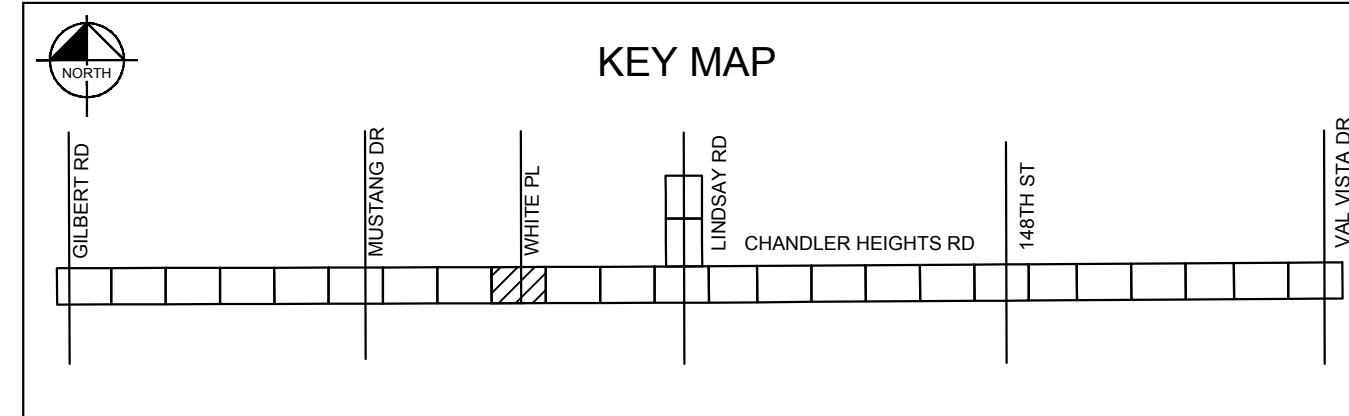 KEY MAP
NORTH
GILBERT RD
MUSTANG DR
WHITE PL
LINDSAY RD
CHANDLER HEIGHTS RD
148TH ST
VAL VISTA DR